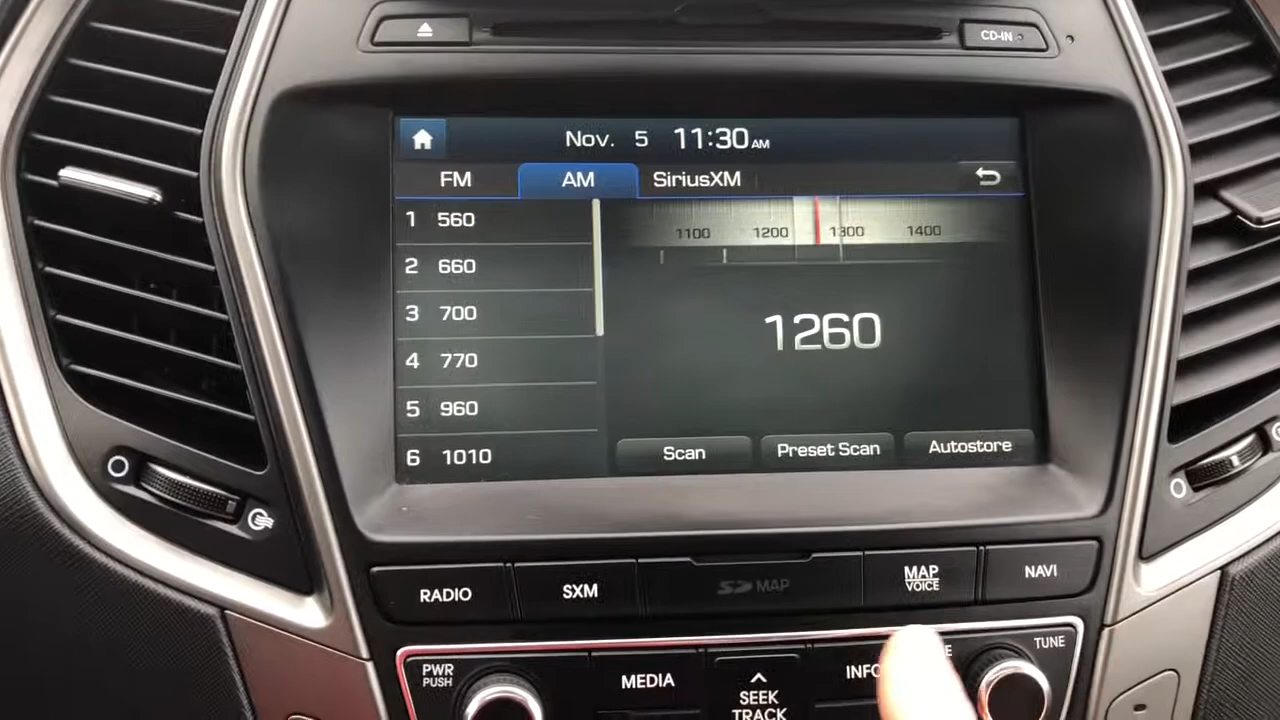 CD-IN
Nov. 5 11:30 AM
FM AM SiriusXM
1 560
2 660
3 700
4 770
5 960
6 1010
1100 1200 1300 1400
1260
Scan Preset Scan Autostore
RADIO SXM SD MAP MAP VOICE NAVI
PWR
PUSH
MEDIA
SEEK
TRACK
INFO
TUNE